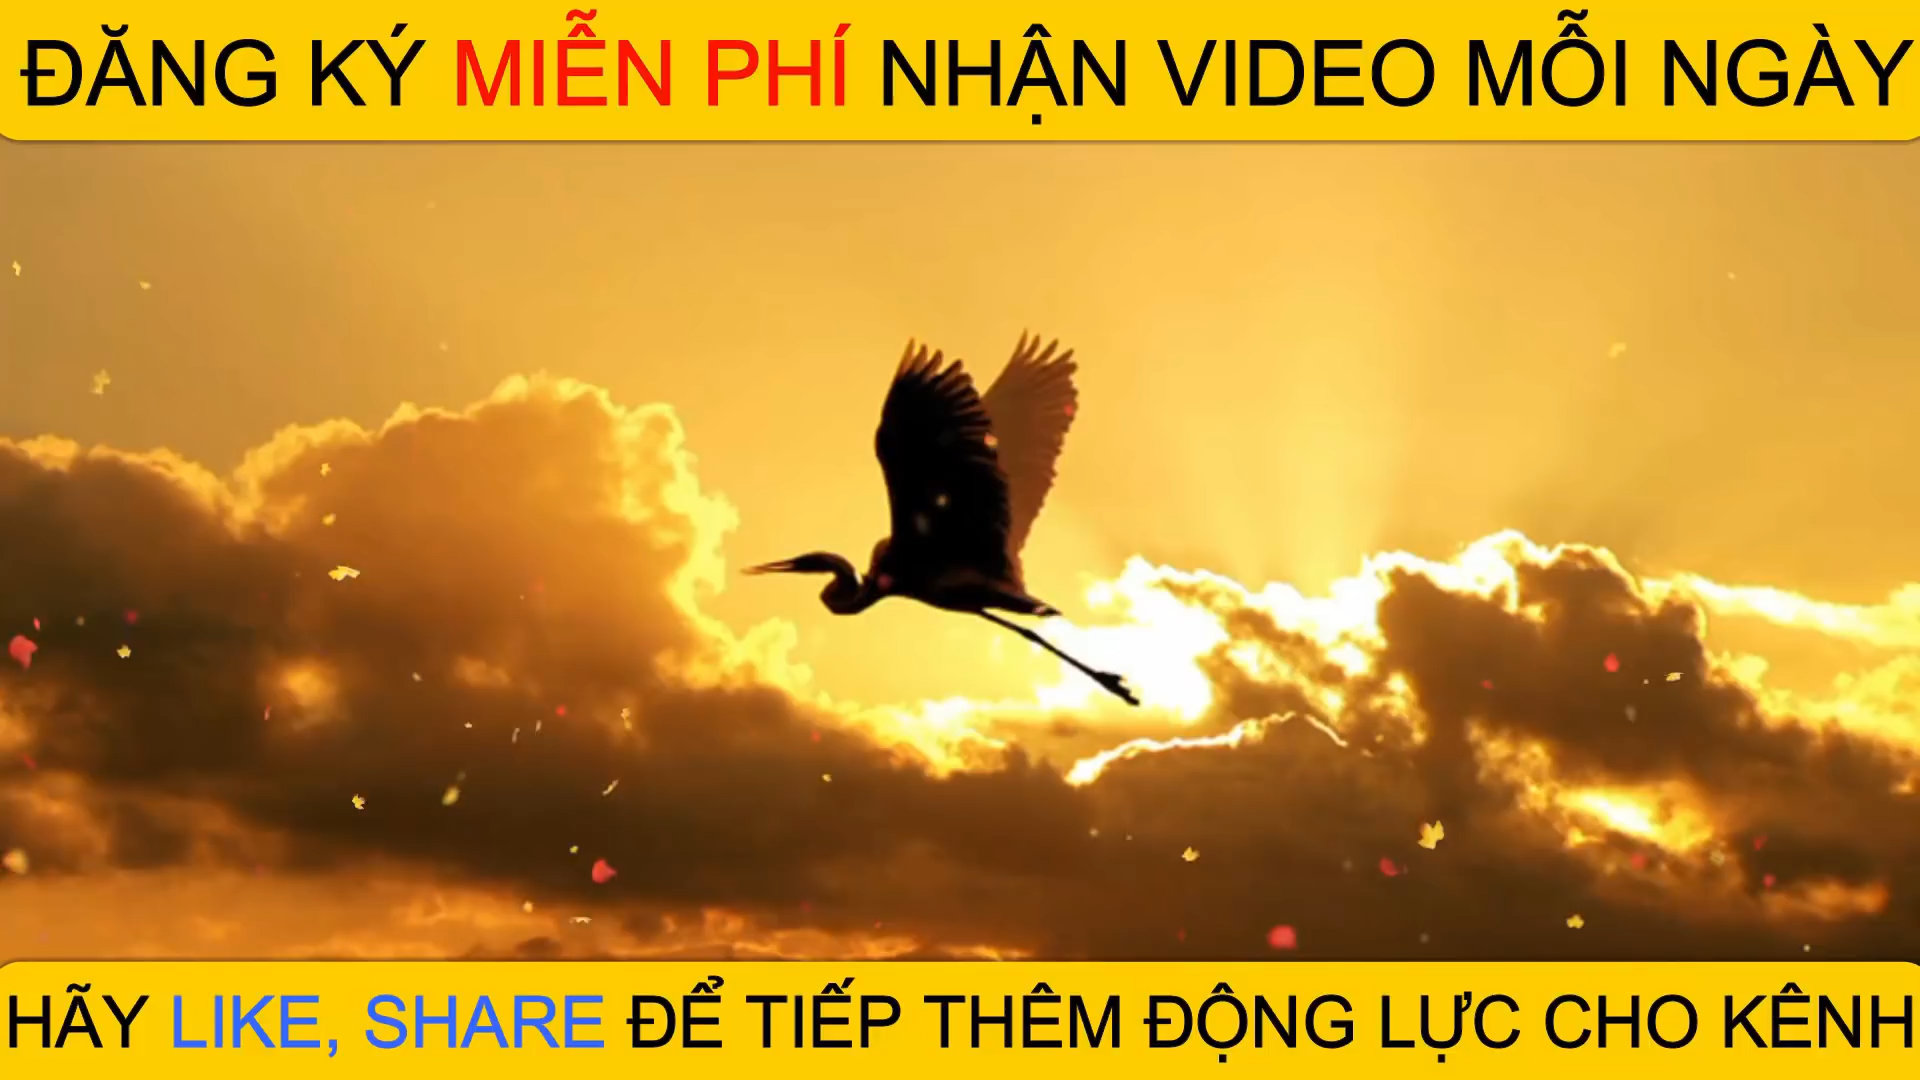 ĐĂNG KÝ MIỄN PHÍ NHẬN VIDEO MỖI NGÀY
HÃY LIKE, SHARE ĐỂ TIẾP THÊM ĐỘNG LỰC CHO KÊNH